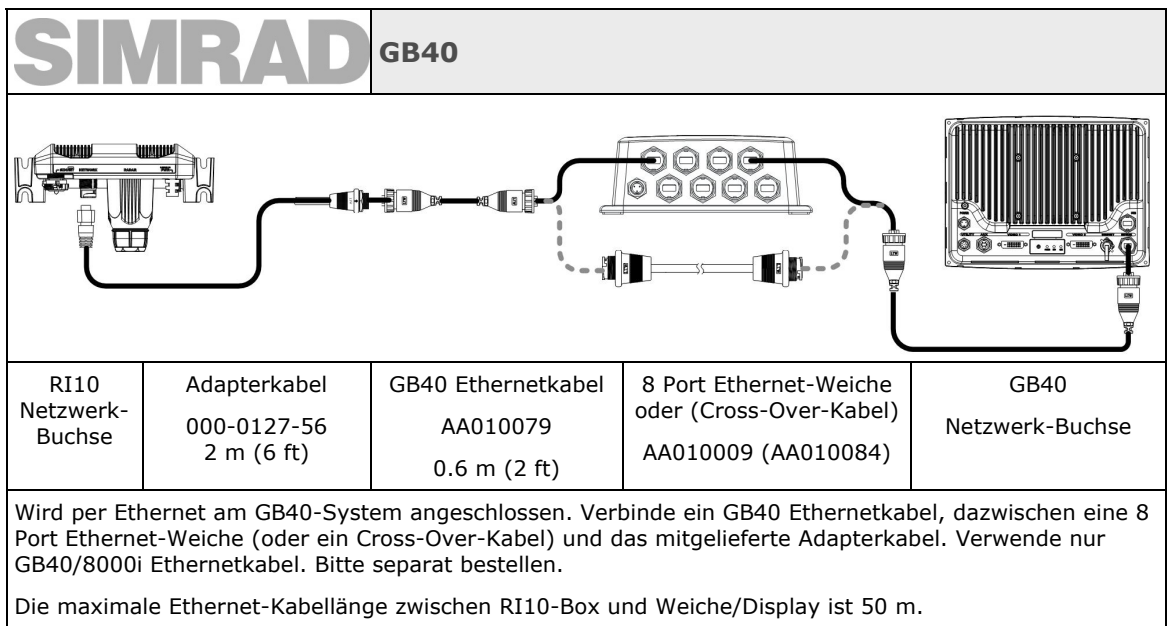 SIMRAD
GB40
NETWORK
RADAR
RI10
Netzwerk-
Buchse
Adapterkabel
000-0127-56
2 m (6 ft)
GB40 Ethernetkabel
AA010079
0.6 m (2 ft)
8 Port Ethernet-Weiche
oder (Cross-Over-Kabel)
AA010009 (AA010084)
GB40
Netzwerk-Buchse
Wird per Ethernet am GB40-System angeschlossen. Verbinde ein GB40 Ethernetkabel, dazwischen eine 8
Port Ethernet-Weiche (oder ein Cross-Over-Kabel) und das mitgelieferte Adapterkabel. Verwende nur
GB40/8000i Ethernetkabel. Bitte separat bestellen.
Die maximale Ethernet-Kabellänge zwischen RI10-Box und Weiche/Display ist 50 m.